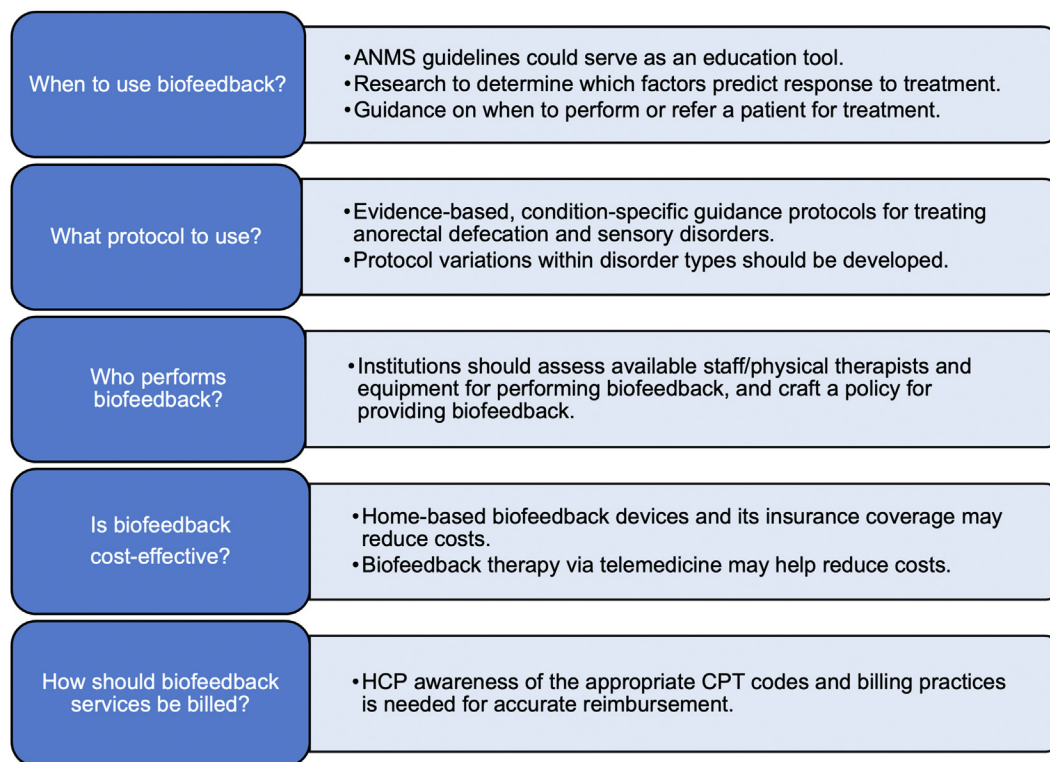 When to use biofeedback?
•ANMS guidelines could serve as an education tool.
•Research to determine which factors predict response to treatment.
•Guidance on when to perform or refer a patient for treatment.
What protocol to use?
•Evidence-based, condition-specific guidance protocols for treating
anorectal defecation and sensory disorders.
•Protocol variations within disorder types should be developed.
Who performs
biofeedback?
•Institutions should assess available staff/physical therapists and
equipment for performing biofeedback, and craft a policy for
providing biofeedback.
Is biofeedback
cost-effective?
•Home-based biofeedback devices and its insurance coverage may
reduce costs.
•Biofeedback therapy via telemedicine may help reduce costs.
How should biofeedback
services be billed?
•HCP awareness of the appropriate CPT codes and billing practices
is needed for accurate reimbursement.